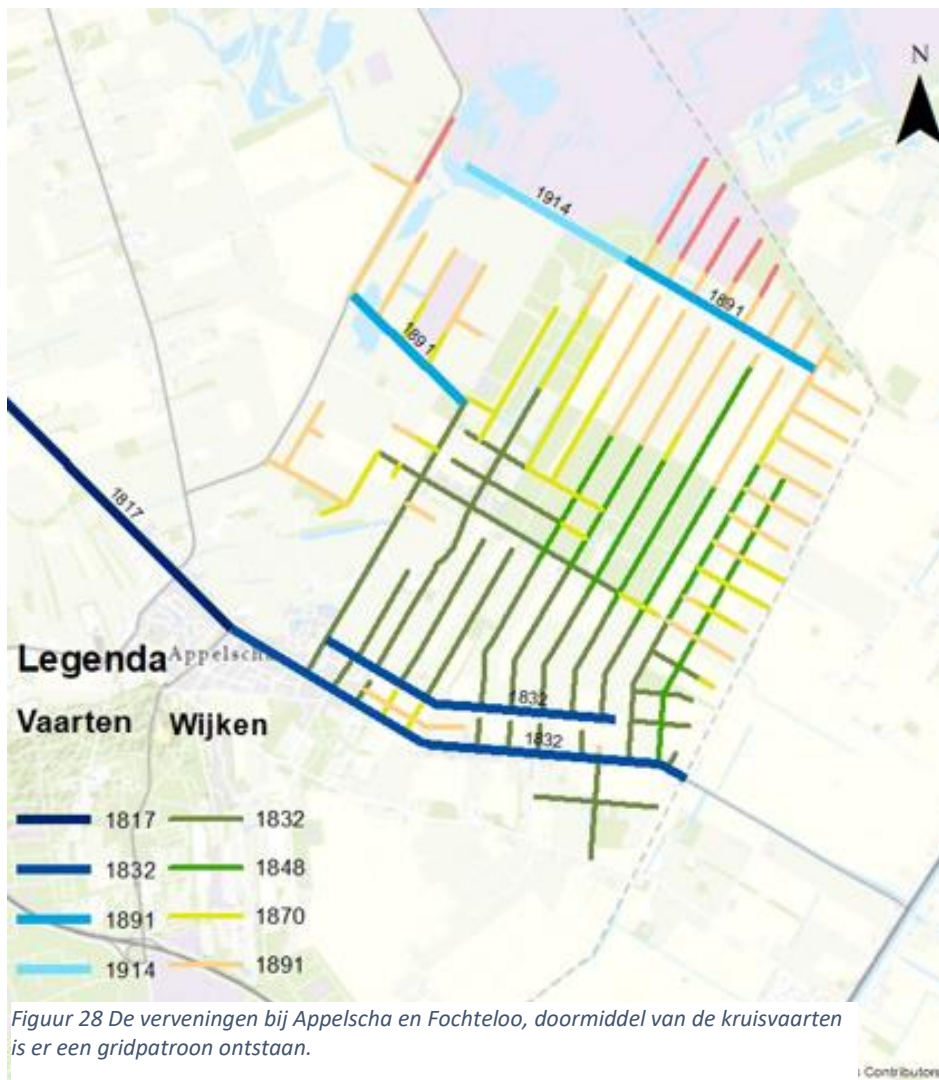 N
1914
1891
1891
1817
Appelscha
1832
1832
Legenda
Vaarten Wijken
1817 1832
1832 1848
1891 1870
1914 1891
Figuur 28 De verveningen bij Appelscha en Fochteloo, doormiddel van de kruisvaarten
is er een gridpatroon ontstaan.
s Contributors